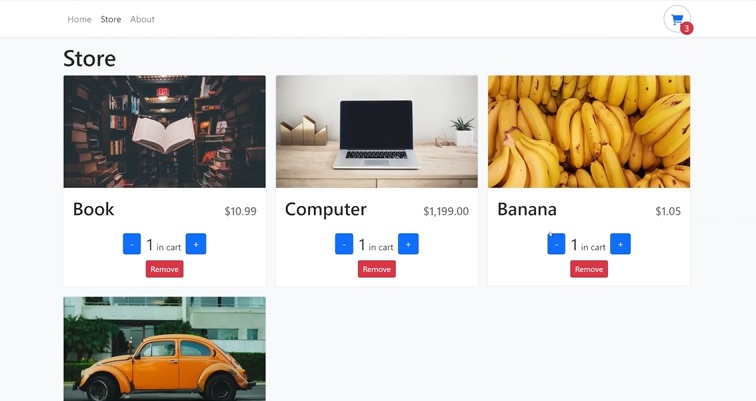 Home Store About
3
Store
Book $10.99
- 1 in cart +
Remove
Computer $1,199.00
- 1 in cart +
Remove
Banana $1.05
- 1 in cart +
Remove